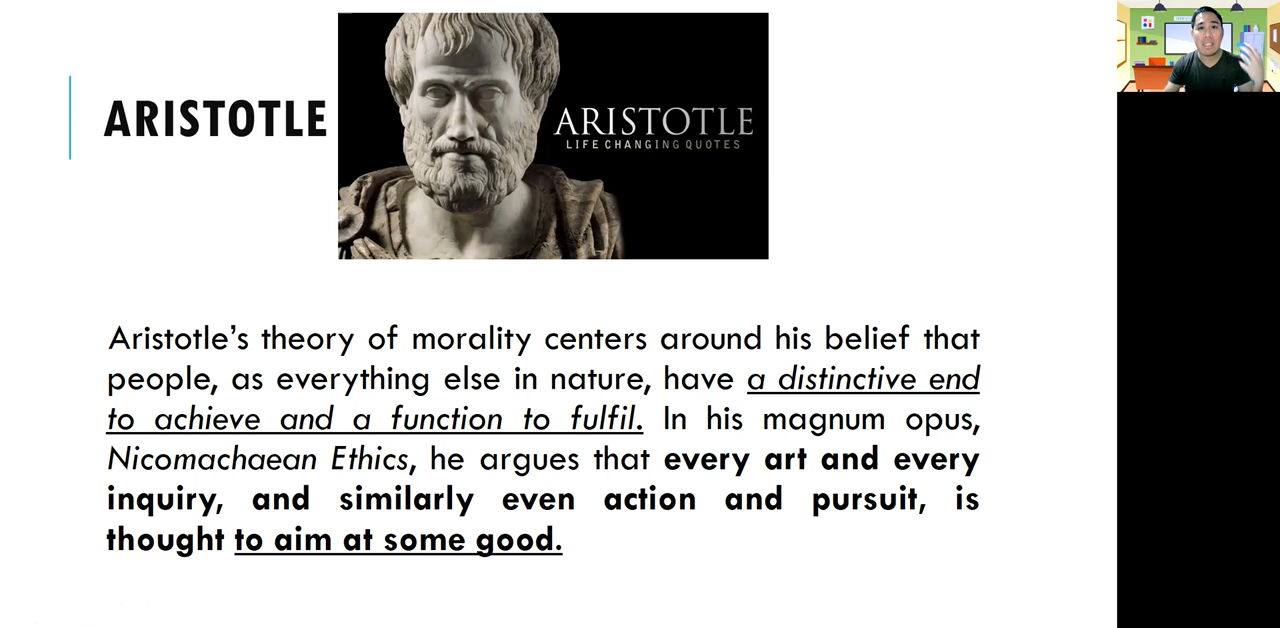 ARISTOTLE
ARISTOTLE
LIFE CHANGING QUOTES
Aristotle’s theory of morality centers around his belief that
people, as everything else in nature, have a distinctive end
to achieve and a function to fulfil. In his magnum opus,
Nicomachaean Ethics, he argues that every art and every
inquiry, and similarly even action and pursuit, is
thought to aim at some good.